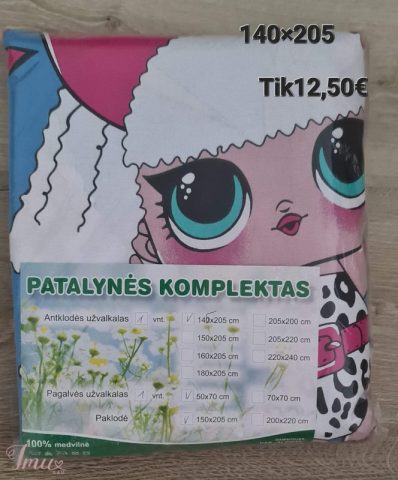 140×205
Tik12,50€
PATALYNĖS KOMPLEKTAS
Antklodės užvalkalas 1 vnt. V 140x205 cm 205x200 cm
150x205 cm 205x220 cm
160x205 cm 220x240 cm
180x205 cm
Pagalvės užvalkalas 1 vnt. V 50x70 cm 70x70 cm
Paklodė V 150x205 cm 200x220 cm
100% medvilnė